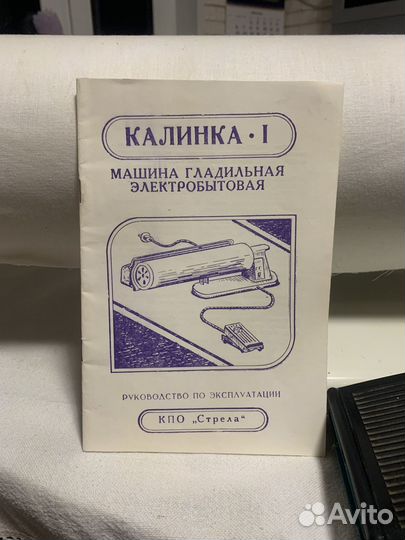 КАЛИНКА · I
МАШИНА ГЛАДИЛЬНАЯ
ЭЛЕКТРОБЫТОВАЯ
РУКОВОДСТВО ПО ЭКСПЛУАТАЦИИ
КПО „Стрела“
Avito